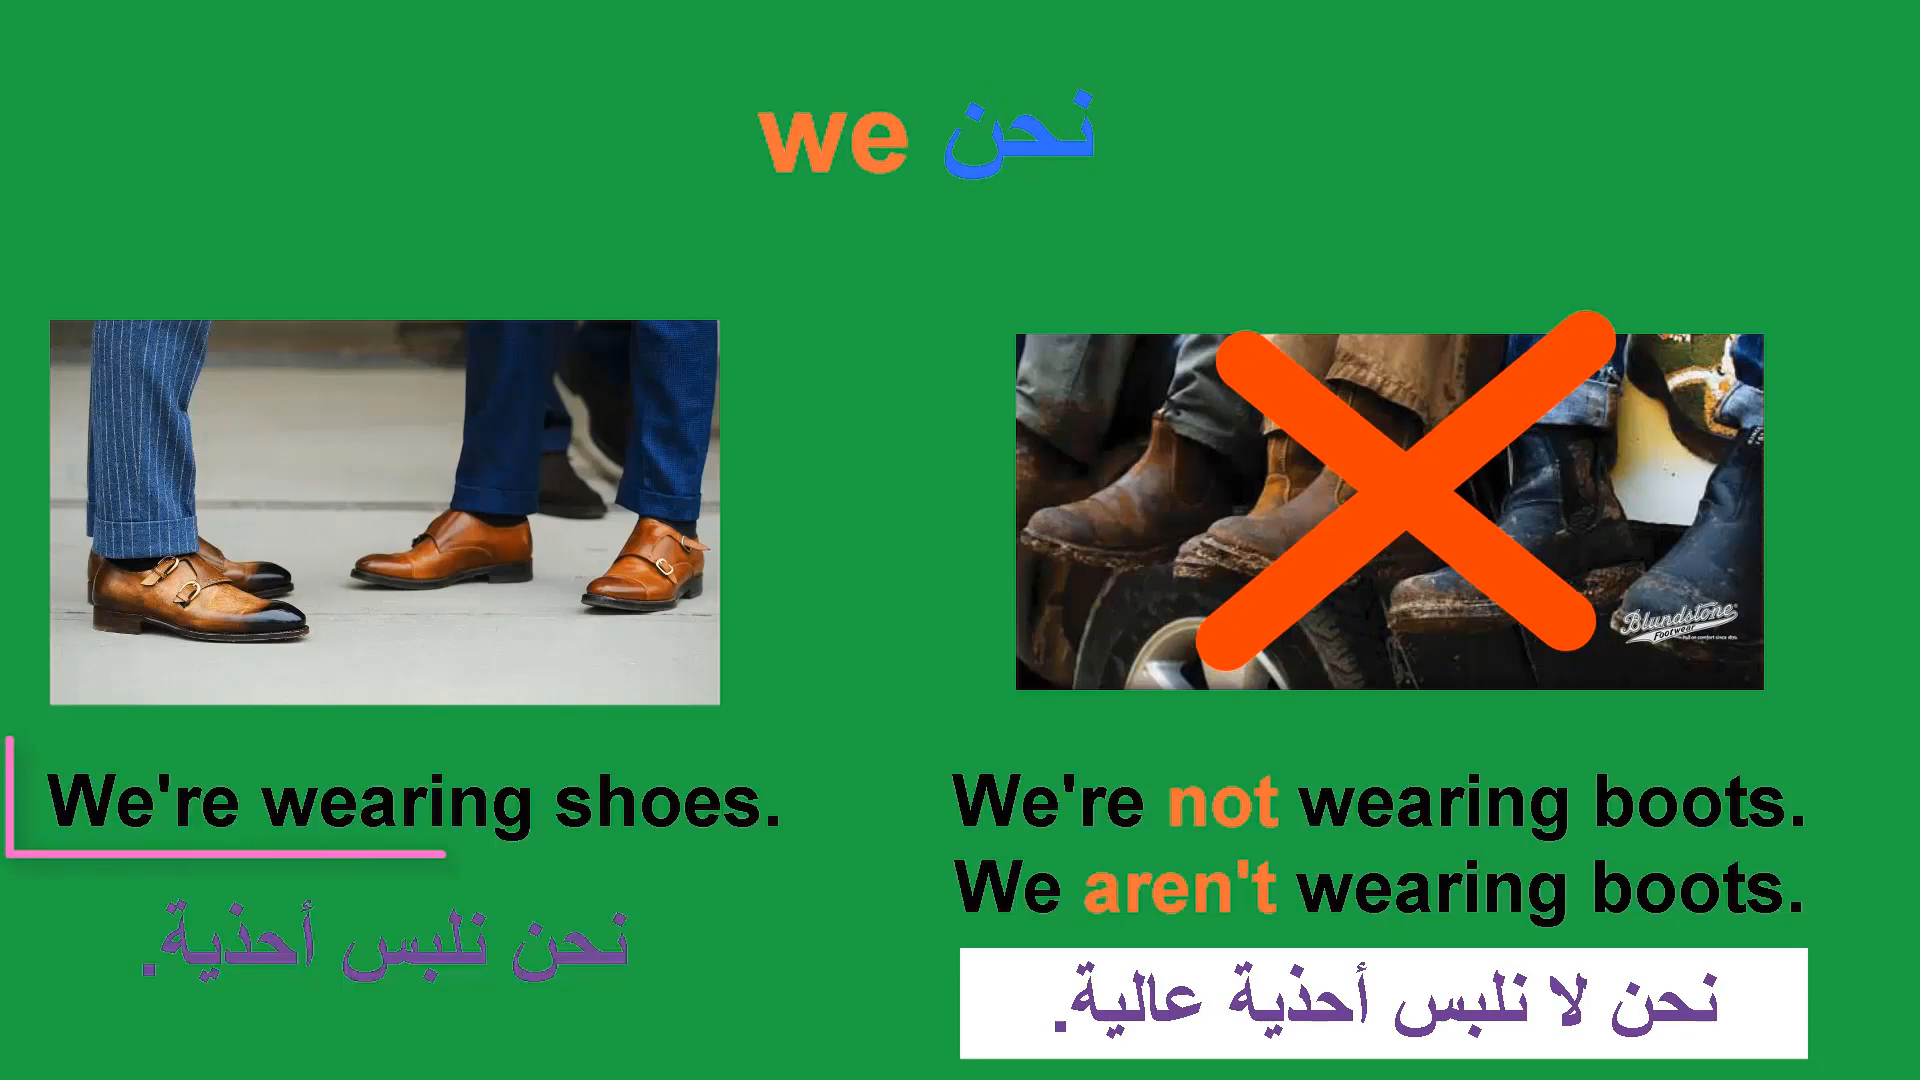 we نحن
We're wearing shoes.
نحن نلبس أحذية.
Blundstone
Footwear
We're not wearing boots.
We aren't wearing boots.
نحن لا نلبس أحذية عالية.